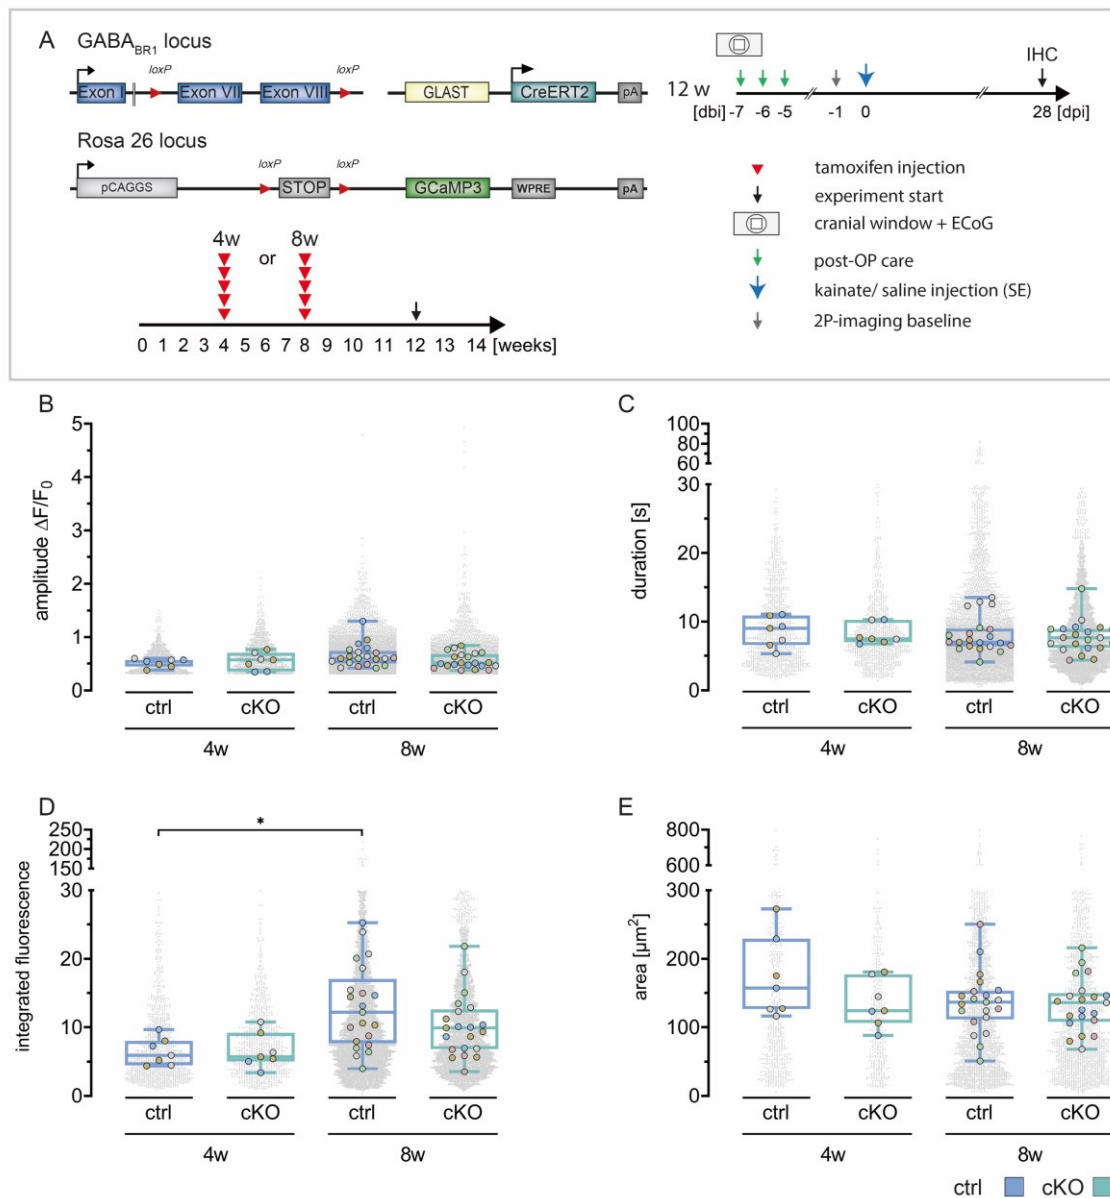 A
GABA_BR1 locus
loxP
loxP
Exon I
Exon VII
Exon VIII
GLAST
CreERT2
pA
Rosa 26 locus
loxP
loxP
pCAGGS
STOP
GCaMP3
WPRE
pA
4w
or
8w
0 1 2 3 4 5 6 7 8 9 10 11 12 13 14 [weeks]
12 w
IHC
[dbi] -7 -6 -5 -1 0 28 [dpi]
tamoxifen injection
experiment start
cranial window + ECoG
post-OP care
kainate/ saline injection (SE)
2P-imaging baseline
B
amplitude ΔF/F₀
5
4
3
2
1
0
ctrl cKO ctrl cKO
4w 8w
C
duration [s]
100
80
60
30
20
10
0
ctrl cKO ctrl cKO
4w 8w
D
integrated fluorescence
250
200
150
30
20
10
0
*
ctrl cKO ctrl cKO
4w 8w
E
area [µm²]
800
600
300
200
100
0
ctrl cKO ctrl cKO
4w 8w
ctrl cKO